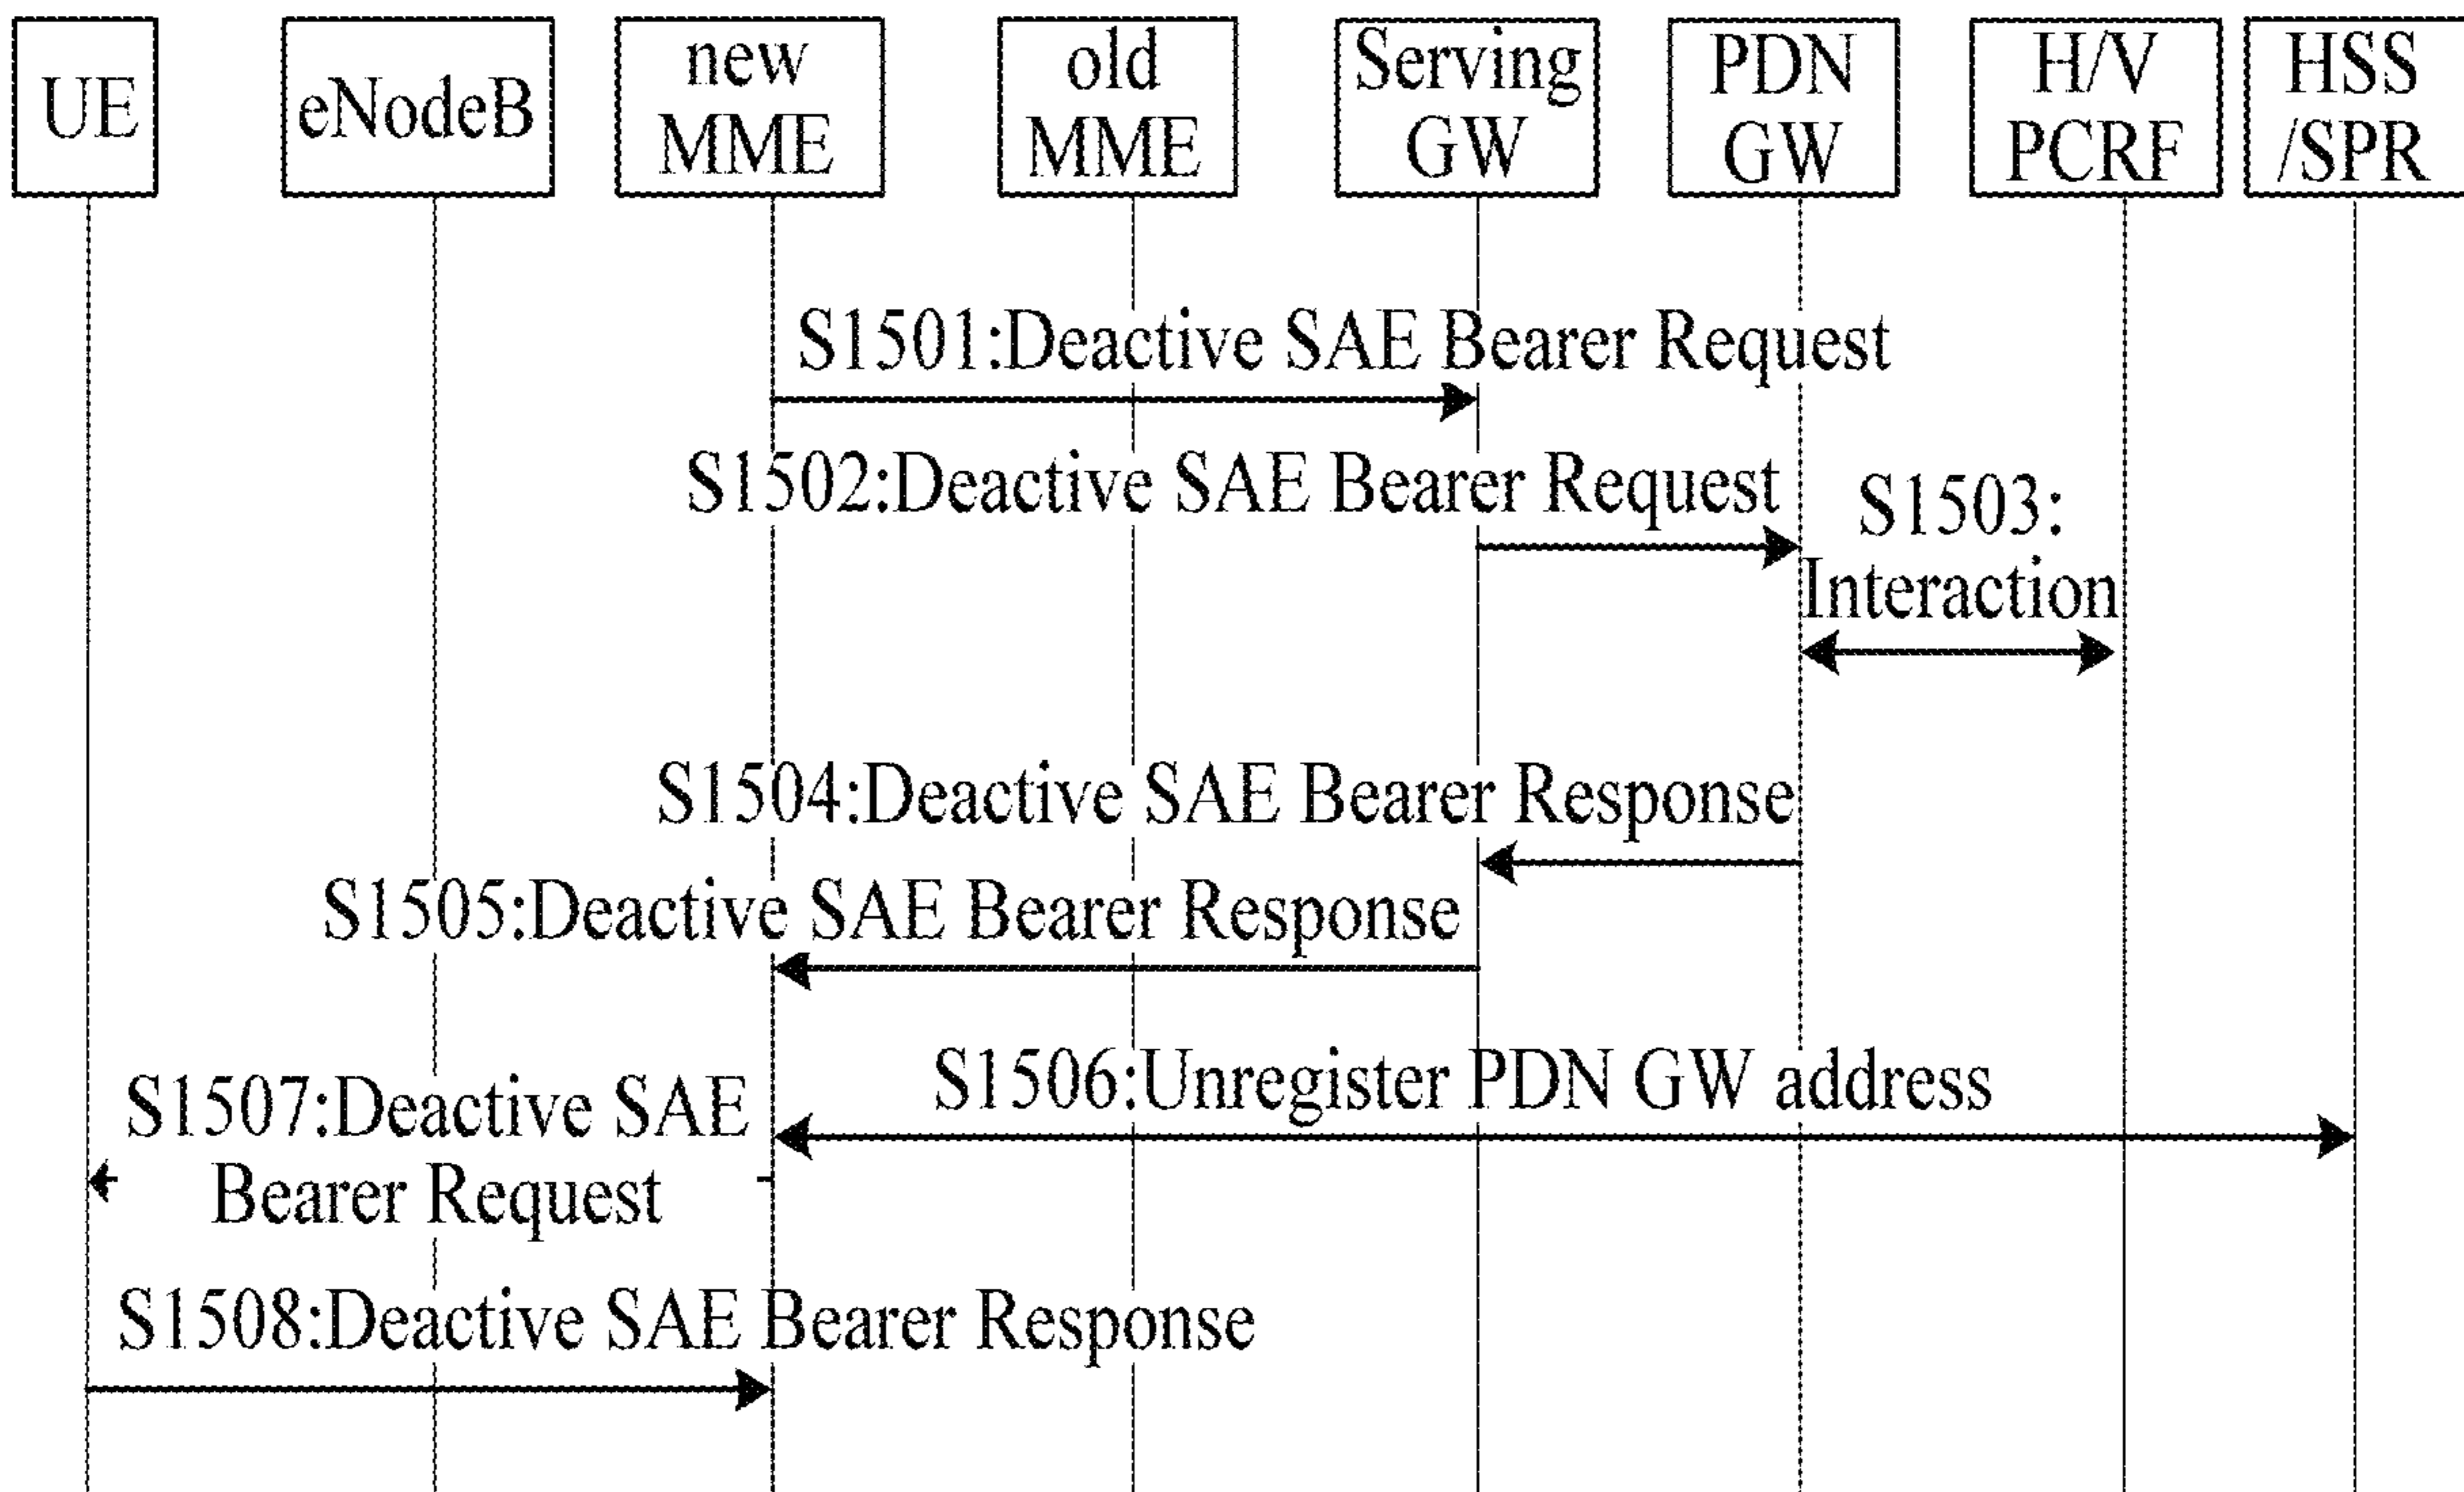 UE
eNodeB
new
MME
old
MME
Serving
GW
PDN
GW
H/V
PCRF
HSS
/SPR
S1501:Deactive SAE Bearer Request
S1502:Deactive SAE Bearer Request
S1503:
Interaction
S1504:Deactive SAE Bearer Response
S1505:Deactive SAE Bearer Response
S1506:Unregister PDN GW address
S1507:Deactive SAE
Bearer Request
S1508:Deactive SAE Bearer Response